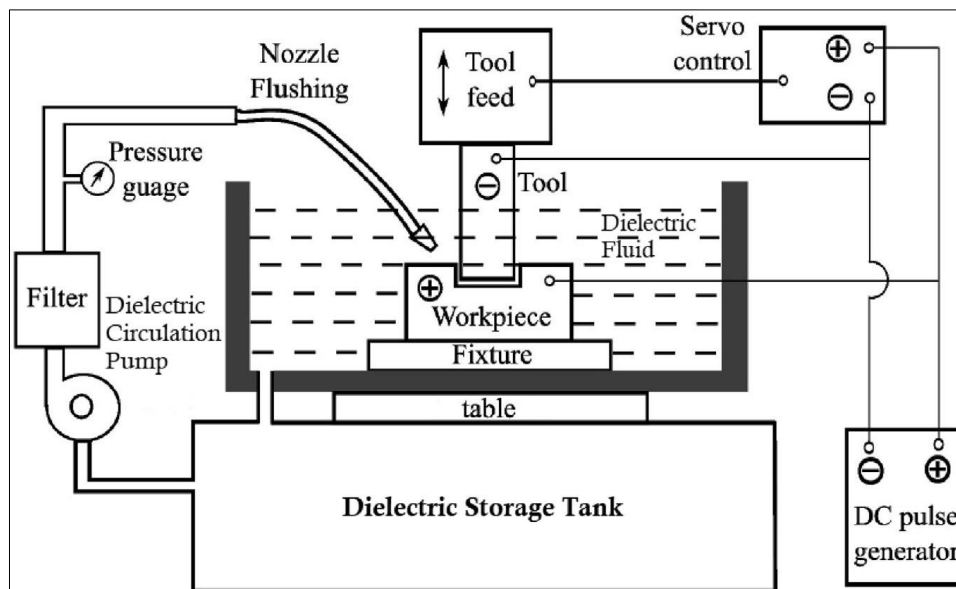 Nozzle
Flushing
Tool
feed
Servo
control
+
−
Pressure
guage
−
Tool
Dielectric
Fluid
Filter
Dielectric
Circulation
Pump
+
Workpiece
Fixture
table
Dielectric Storage Tank
− +
DC pulse
generator